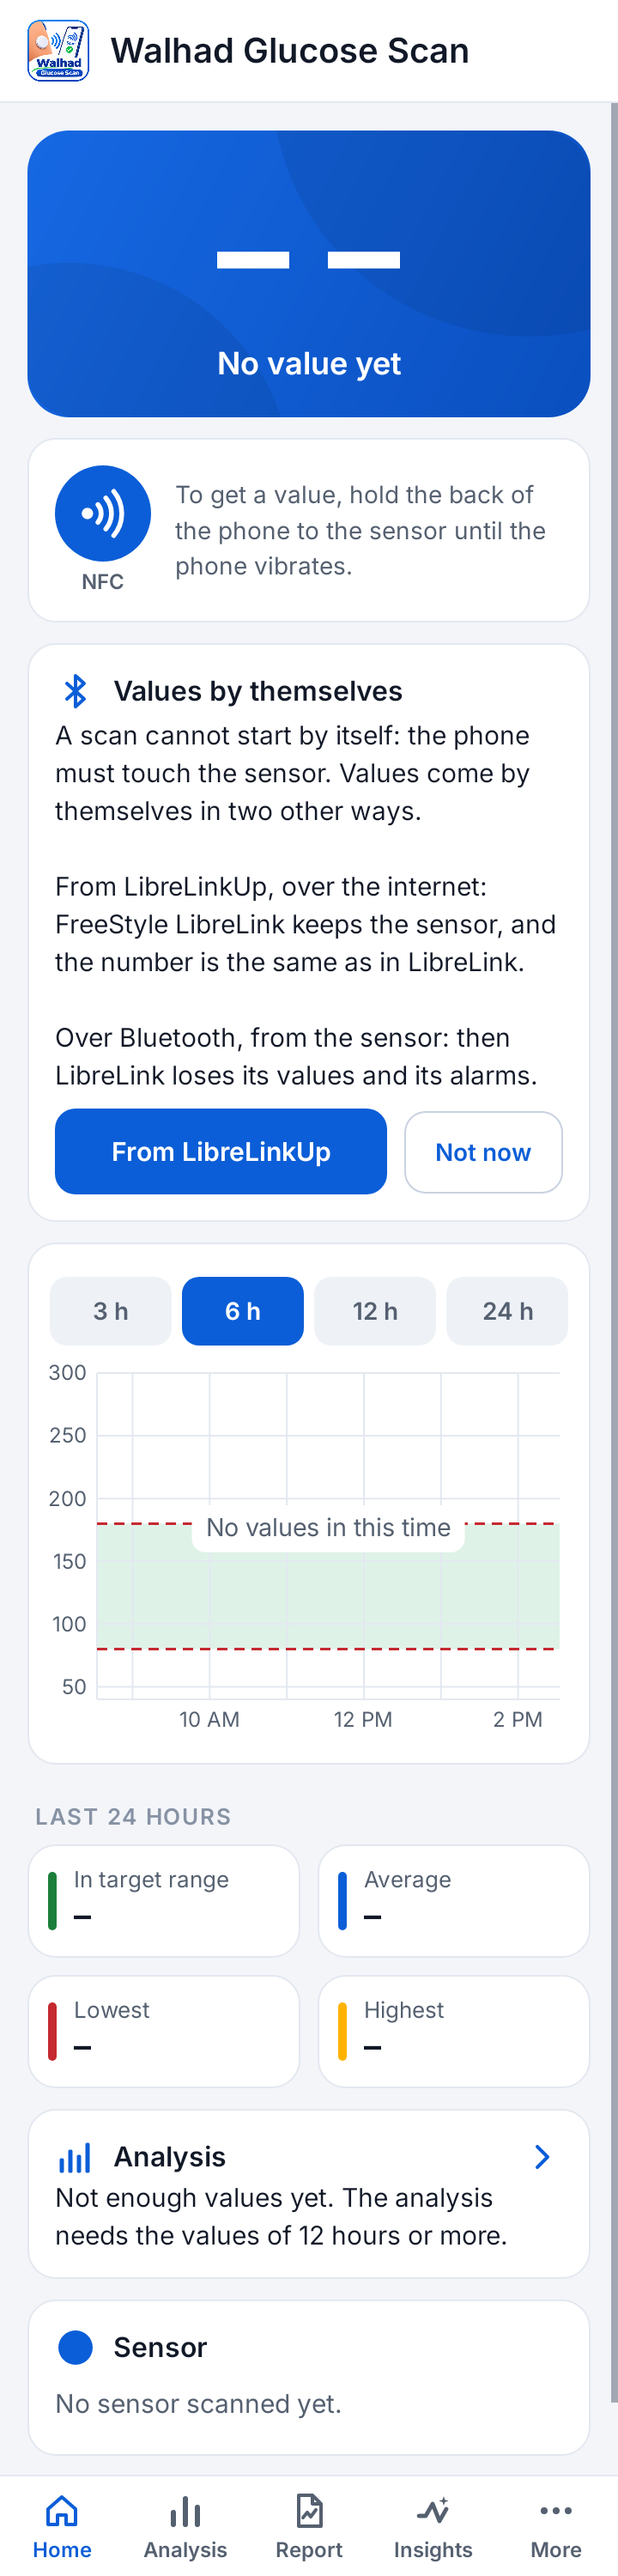 Walhad
Glucose Scan
Walhad Glucose Scan
No value yet
NFC
To get a value, hold the back of
the phone to the sensor until the
phone vibrates.
Values by themselves
A scan cannot start by itself: the phone
must touch the sensor. Values come by
themselves in two other ways.
From LibreLinkUp, over the internet:
FreeStyle LibreLink keeps the sensor, and
the number is the same as in LibreLink.
Over Bluetooth, from the sensor: then
LibreLink loses its values and its alarms.
From LibreLinkUp
Not now
3 h
6 h
12 h
24 h
300
250
200
No values in this time
150
100
50
10 AM
12 PM
2 PM
LAST 24 HOURS
In target range
–
Average
–
Lowest
–
Highest
–
Analysis
Not enough values yet. The analysis
needs the values of 12 hours or more.
Sensor
No sensor scanned yet.
Home
Analysis
Report
Insights
More